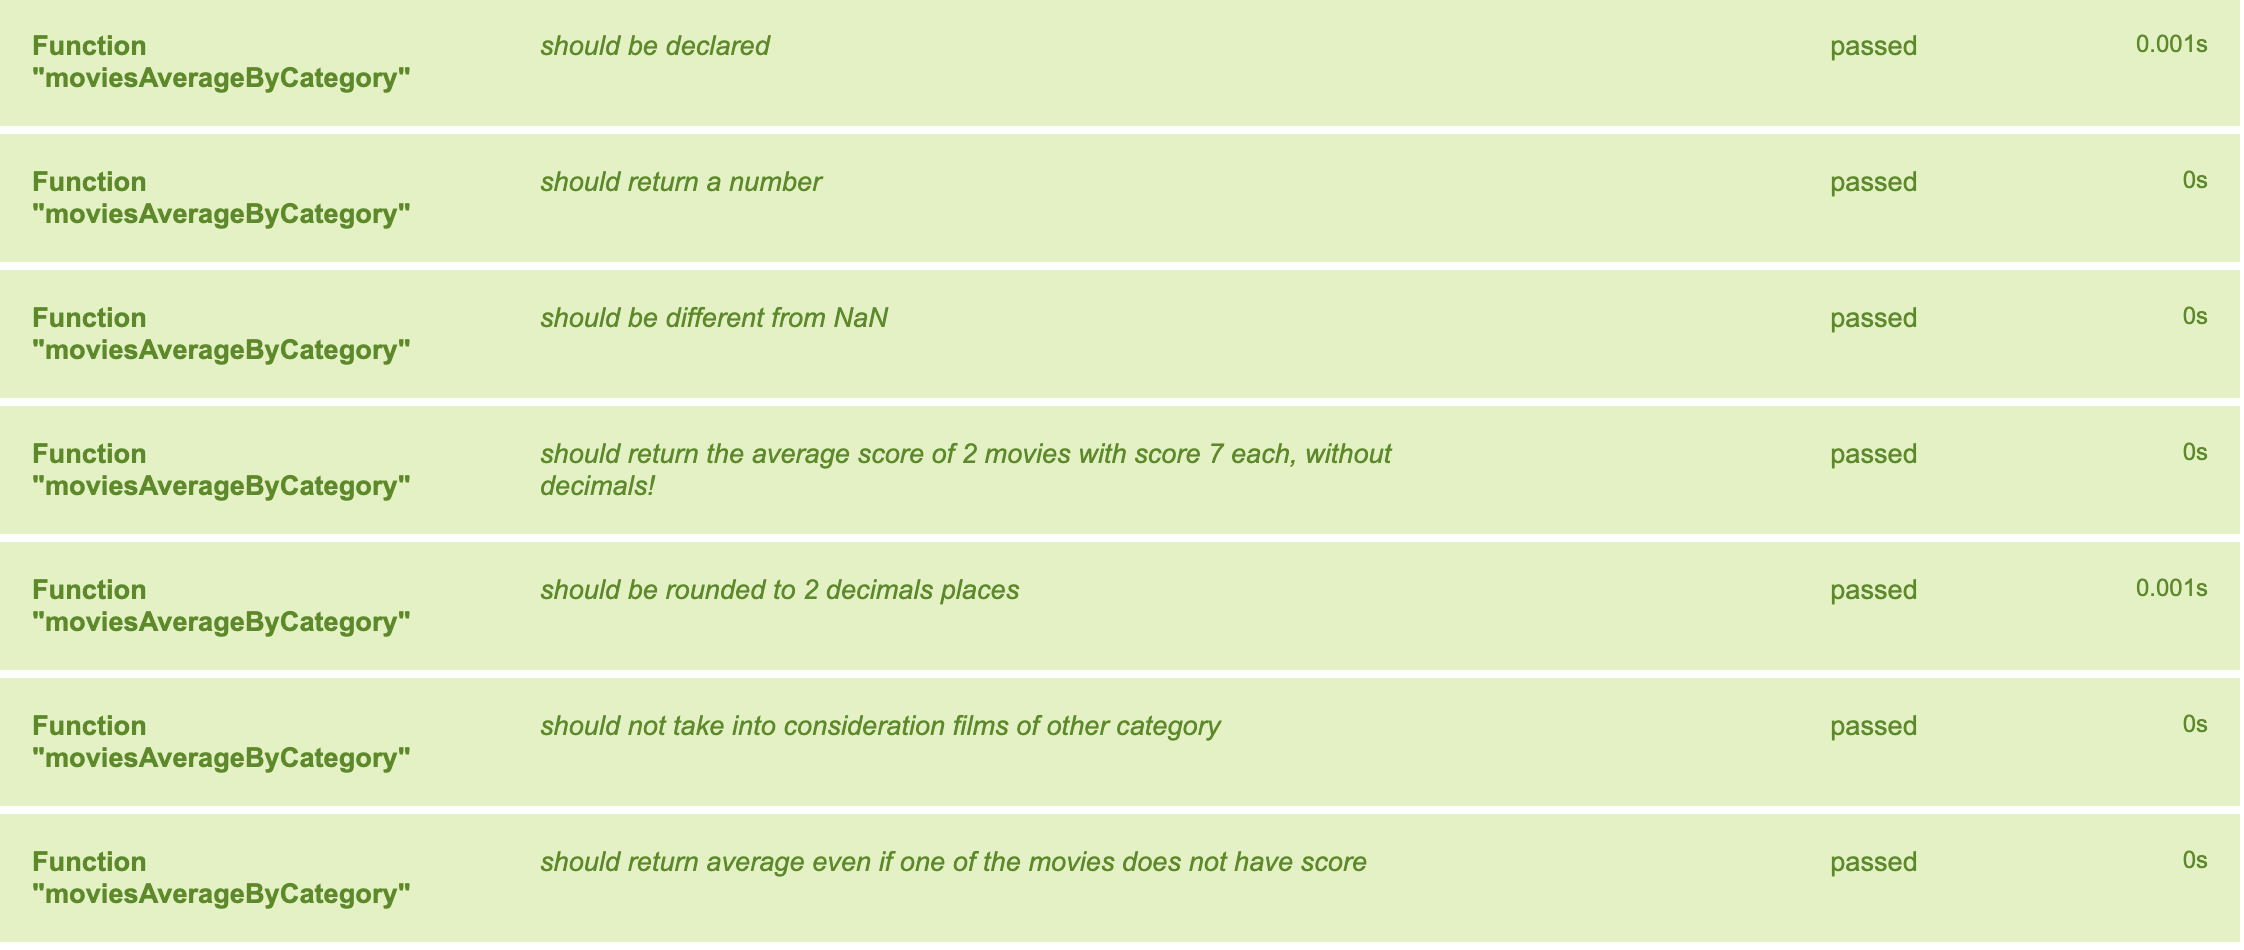 Function should be declared passed 0.001s
"moviesAverageByCategory"
Function should return a number passed 0s
"moviesAverageByCategory"
Function should be different from NaN passed 0s
"moviesAverageByCategory"
Function should return the average score of 2 movies with score 7 each, without passed 0s
"moviesAverageByCategory" decimals!
Function should be rounded to 2 decimals places passed 0.001s
"moviesAverageByCategory"
Function should not take into consideration films of other category passed 0s
"moviesAverageByCategory"
Function should return average even if one of the movies does not have score passed 0s
"moviesAverageByCategory"